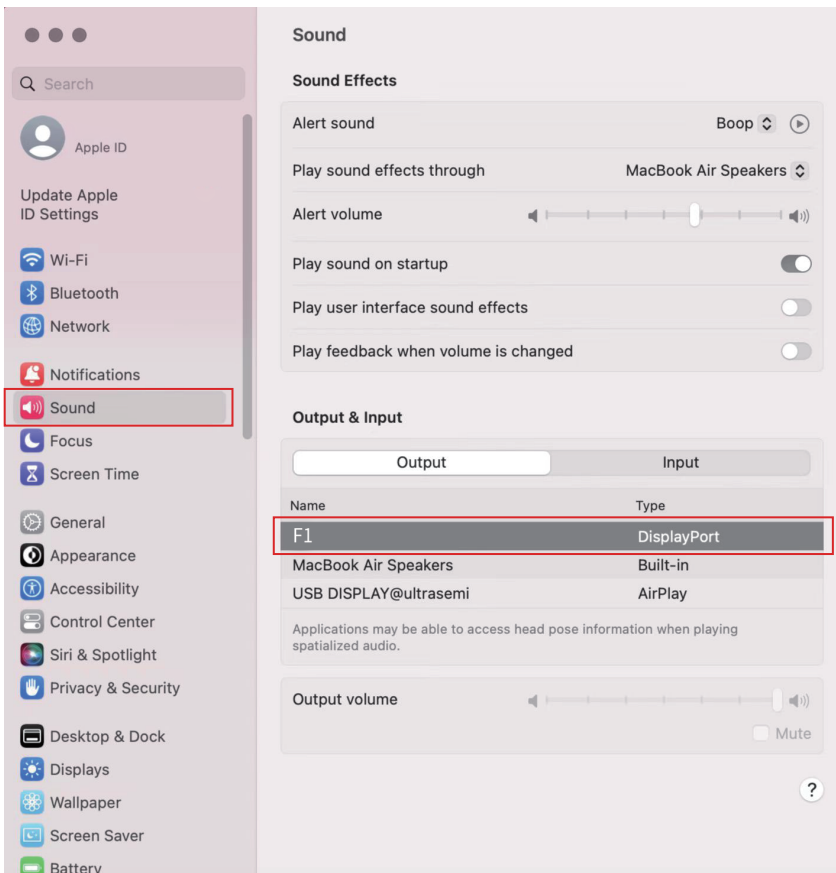 Search
Apple ID
Update Apple
ID Settings
Wi-Fi
Bluetooth
Network
Notifications
Sound
Focus
Screen Time
General
Appearance
Accessibility
Control Center
Siri & Spotlight
Privacy & Security
Desktop & Dock
Displays
Wallpaper
Screen Saver
Battery
Sound
Sound Effects
Alert sound Boop
Play sound effects through MacBook Air Speakers
Alert volume
Play sound on startup
Play user interface sound effects
Play feedback when volume is changed
Output & Input
Output Input
Name Type
F1 DisplayPort
MacBook Air Speakers Built-in
USB DISPLAY@ultrasemi AirPlay
Applications may be able to access head pose information when playing
spatialized audio.
Output volume
Mute
?